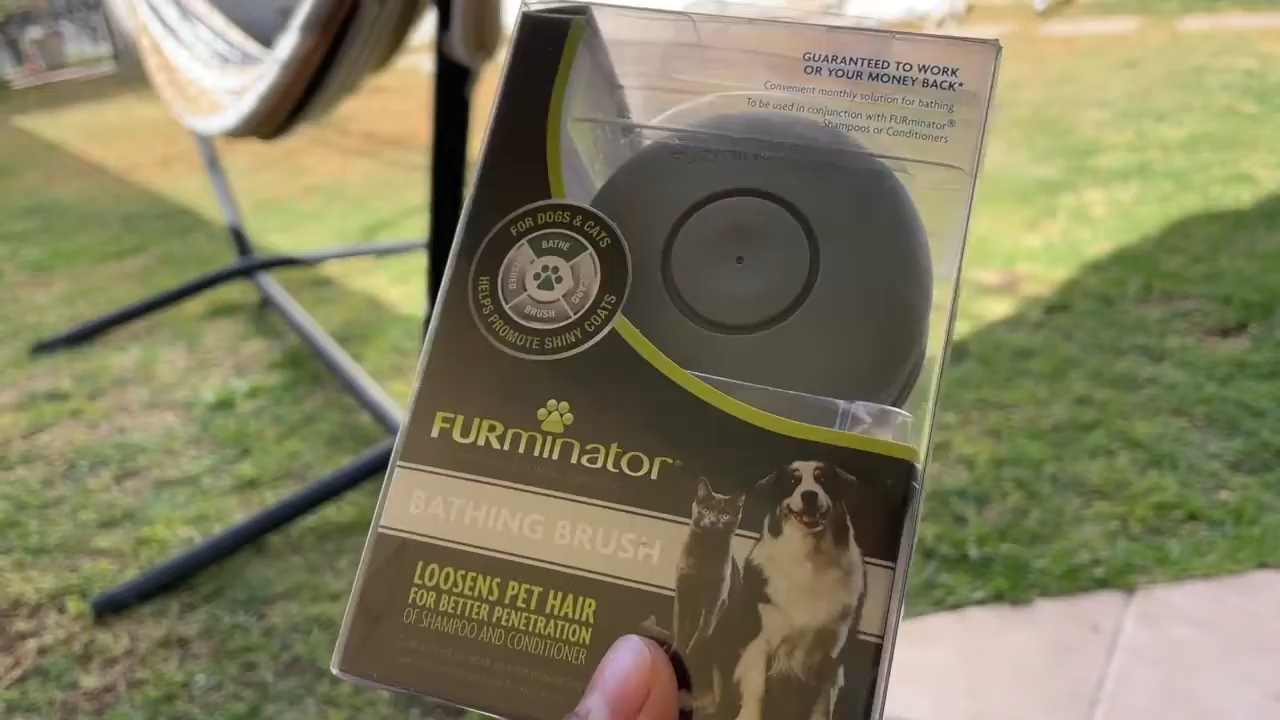 GUARANTEED TO WORK
OR YOUR MONEY BACK*
Convenient monthly solution for bathing
To be used in conjunction with FURminator®
Shampoos or Conditioners
FOR DOGS & CATS
BATHE
SHED
CARD
BRUSH
HELPS PROMOTE SHINY COATS
FURminator®
BATHING BRUSH
LOOSENS PET HAIR
FOR BETTER PENETRATION
OF SHAMPOO AND CONDITIONER